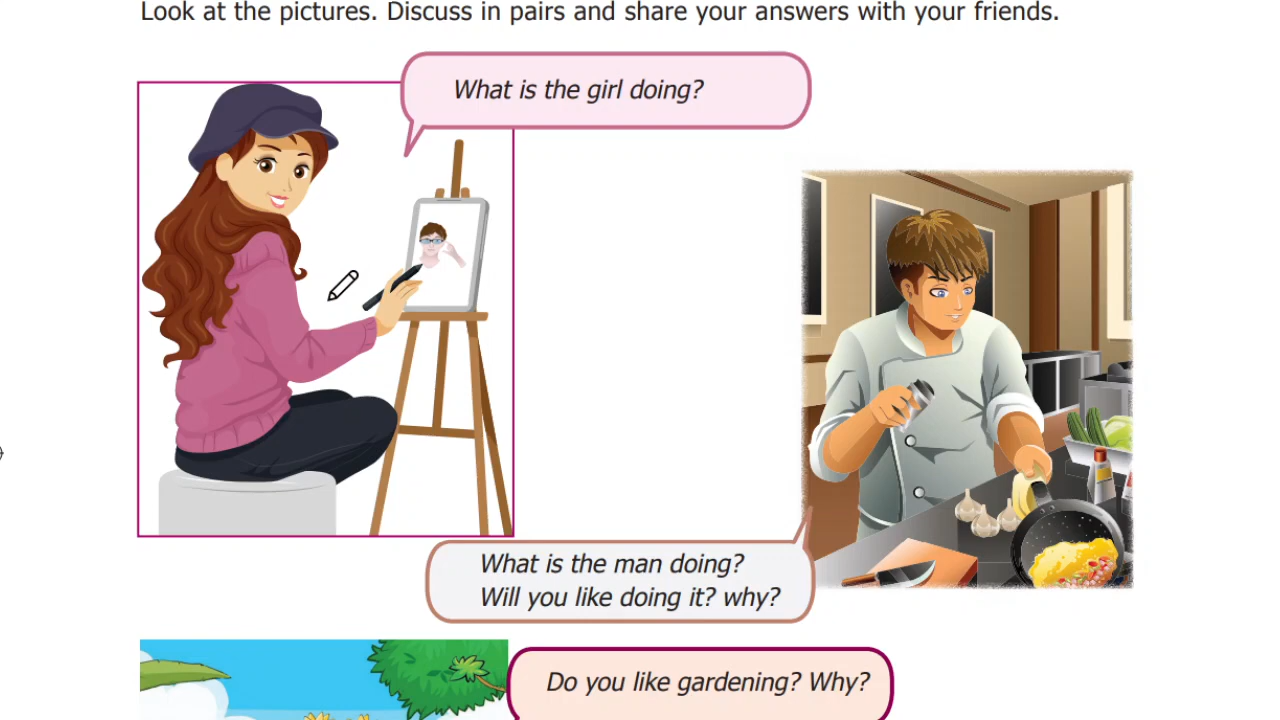 Look at the pictures. Discuss in pairs and share your answers with your friends.
What is the girl doing?
What is the man doing?
Will you like doing it? why?
Do you like gardening? Why?